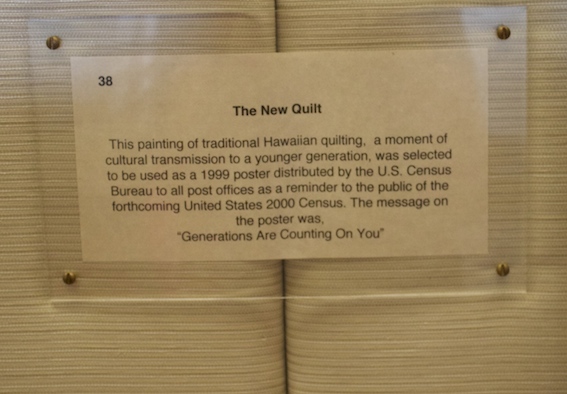 38
The New Quilt
This painting of traditional Hawaiian quilting, a moment of
cultural transmission to a younger generation, was selected
to be used as a 1999 poster distributed by the U.S. Census
Bureau to all post offices as a reminder to the public of the
forthcoming United States 2000 Census. The message on
the poster was,
“Generations Are Counting On You”